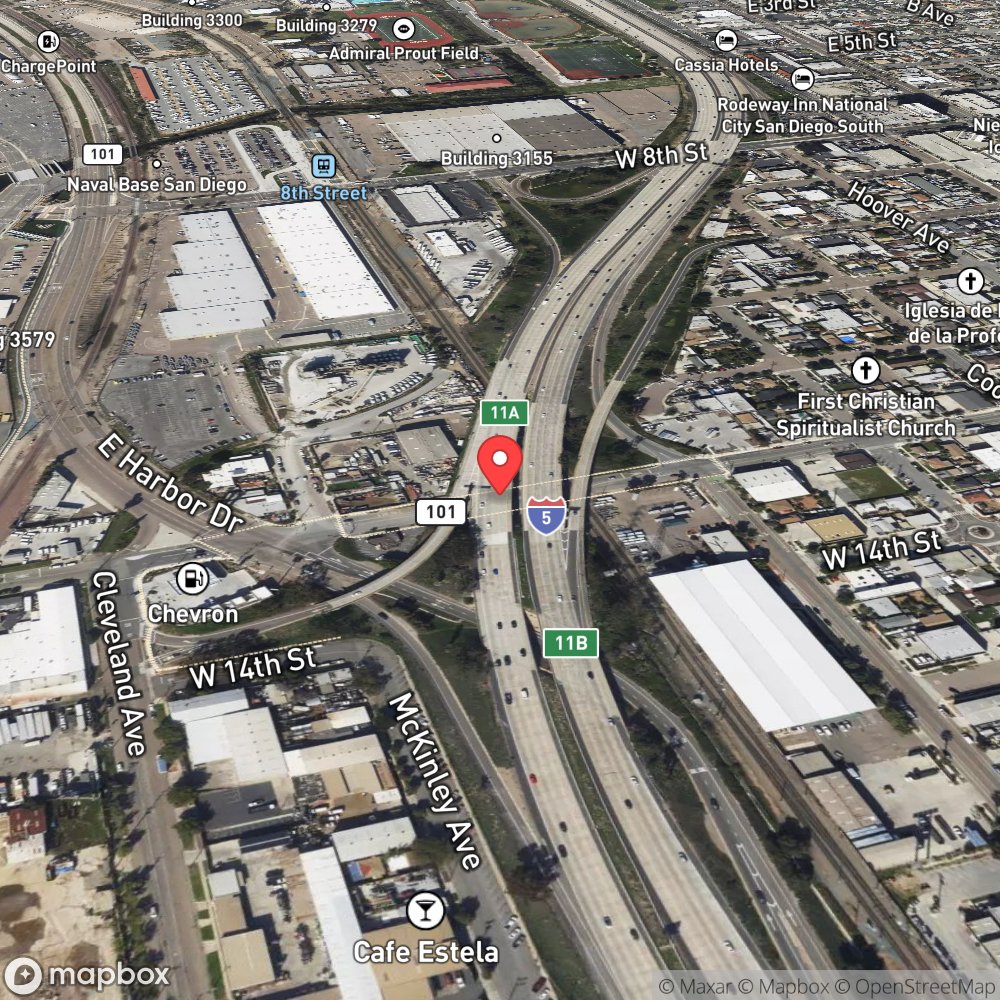 E 3rd St
Building 3300
Building 3279
B Ave
E 5th St
Admiral Prout Field
ChargePoint
Cassia Hotels
Rodeway Inn National
City San Diego South
101
Building 3155
W 8th St
Naval Base San Diego
8th Street
Hoover Ave
Iglesia de
de la Profe
g 3579
11A
First Christian
Spiritualist Church
E Harbor Dr
101
5
W 14th St
Chevron
Cleveland Ave
11B
W 14th St
McKinley Ave
Cafe Estela
mapbox
© Maxar © Mapbox © OpenStreetMap